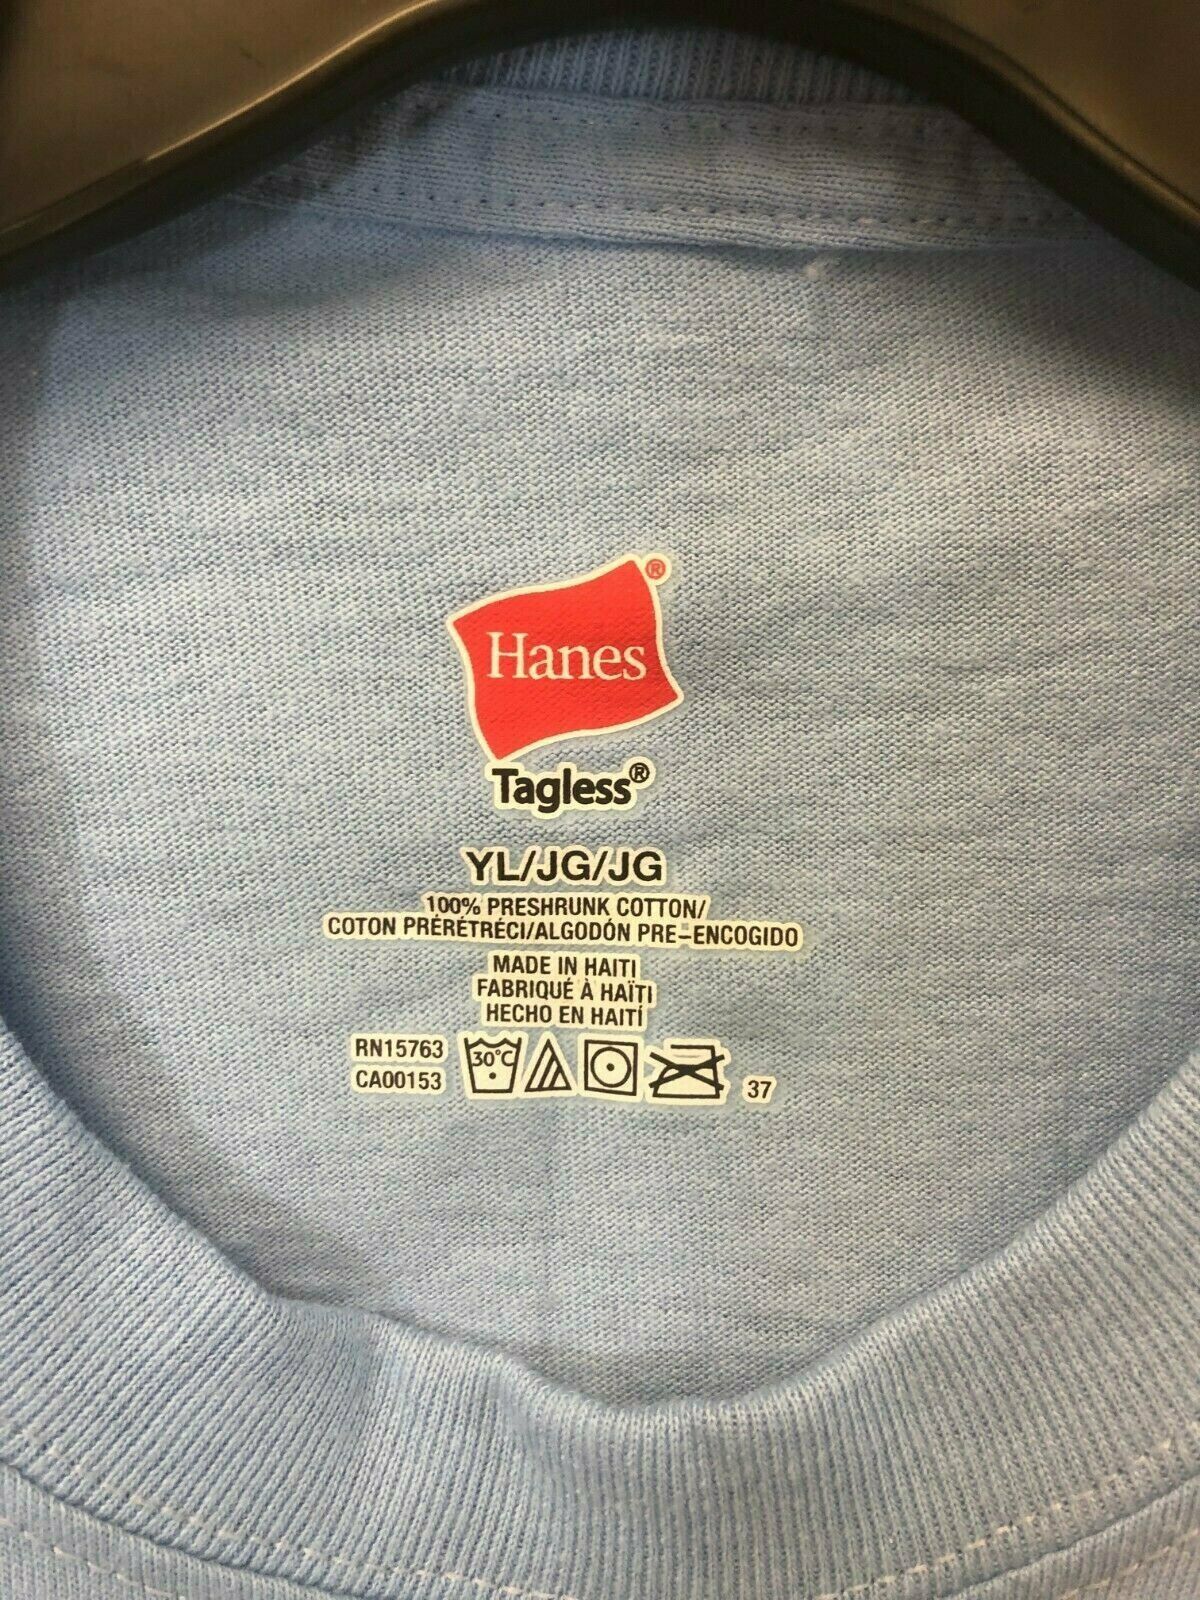 Hanes®
Tagless®
YL/JG/JG
100% PRESHRUNK COTTON/
COTON PRÉRÉTRÉCI/ALGODÓN PRE-ENCOGIDO
MADE IN HAITI
FABRIQUÉ À HAÏTI
HECHO EN HAITÍ
RN15763
CA00153
30°C
37